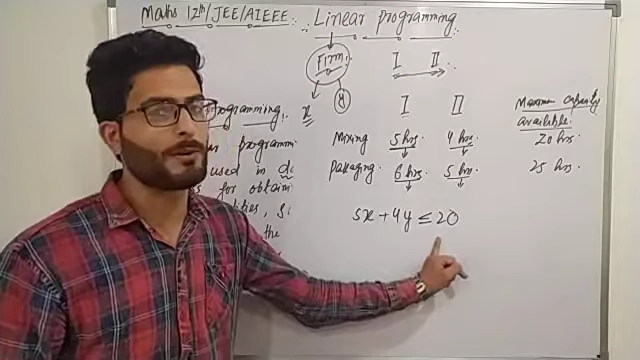 Maths 12th/JEE/AIEEE
Linear programming
Firm.
I II
x y
I II
Maximum capacity
available.
Mixing 5 hrs. 4 hrs. 20 hrs.
Packaging. 6 hrs 5 hrs. 25 hrs.
5x + 4y ≤ 20
programming.
programm
used in
for obtain
the